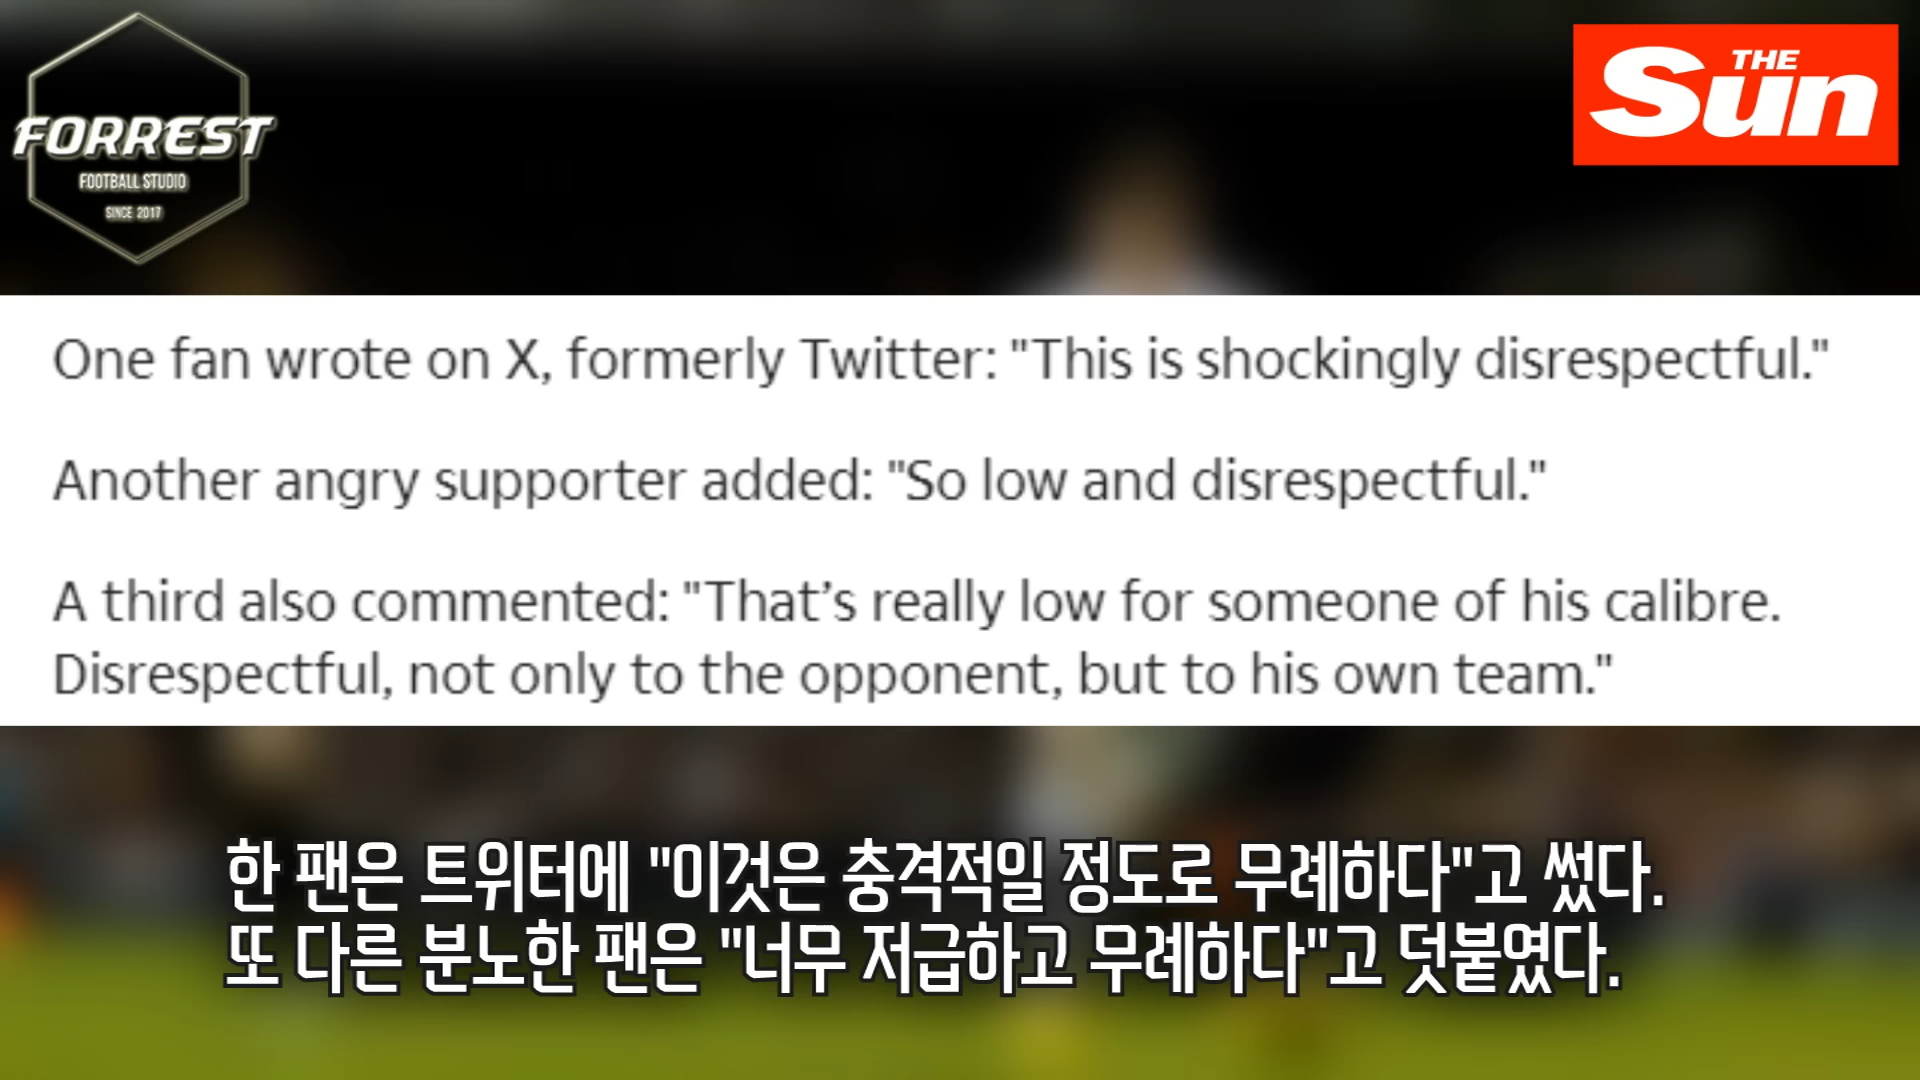 FORREST
FOOTBALL STUDIO
SINCE 2017
THE
Sun
One fan wrote on X, formerly Twitter: "This is shockingly disrespectful."
Another angry supporter added: "So low and disrespectful."
A third also commented: "That’s really low for someone of his calibre.
Disrespectful, not only to the opponent, but to his own team."
한 팬은 트위터에 "이것은 충격적일 정도로 무례하다"고 썼다.
또 다른 분노한 팬은 "너무 저급하고 무례하다"고 덧붙였다.